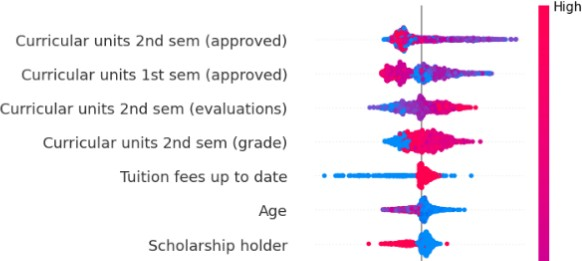 High
Curricular units 2nd sem (approved)
Curricular units 1st sem (approved)
Curricular units 2nd sem (evaluations)
Curricular units 2nd sem (grade)
Tuition fees up to date
Age
Scholarship holder